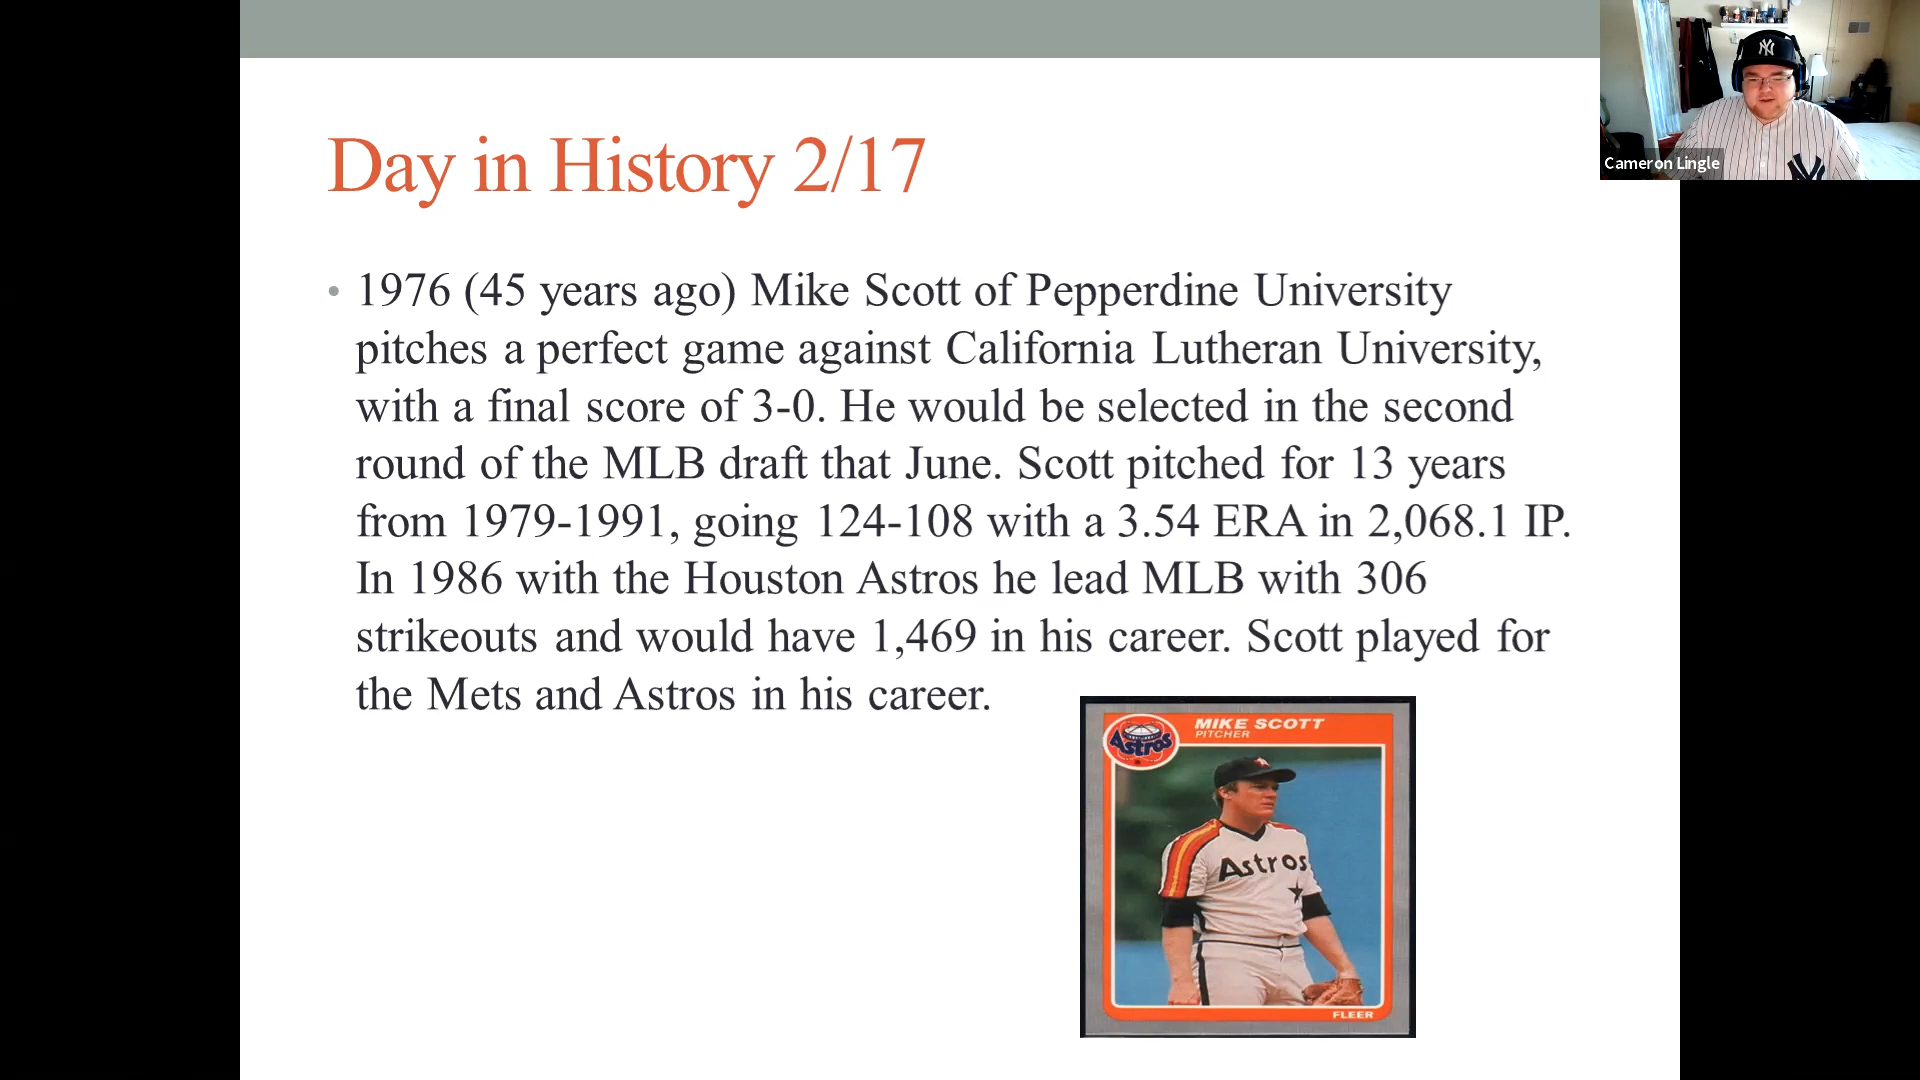 Day in History 2/17
• 1976 (45 years ago) Mike Scott of Pepperdine University
pitches a perfect game against California Lutheran University,
with a final score of 3-0. He would be selected in the second
round of the MLB draft that June. Scott pitched for 13 years
from 1979-1991, going 124-108 with a 3.54 ERA in 2,068.1 IP.
In 1986 with the Houston Astros he lead MLB with 306
strikeouts and would have 1,469 in his career. Scott played for
the Mets and Astros in his career.
NY
Cameron Lingle
NY
Astros
MIKE SCOTT
PITCHER
Astros
FLEER